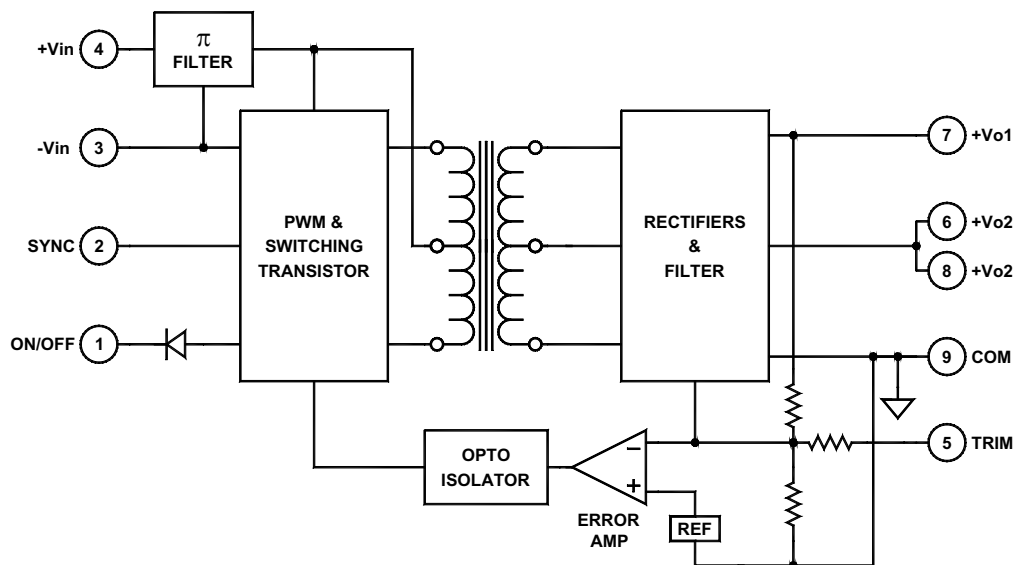 +Vin
4
π
FILTER
-Vin
3
SYNC
2
ON/OFF
1
PWM &
SWITCHING
TRANSISTOR
RECTIFIERS
&
FILTER
7
+Vo1
6
+Vo2
8
+Vo2
9
COM
5
TRIM
OPTO
ISOLATOR
−
+
ERROR
AMP
REF